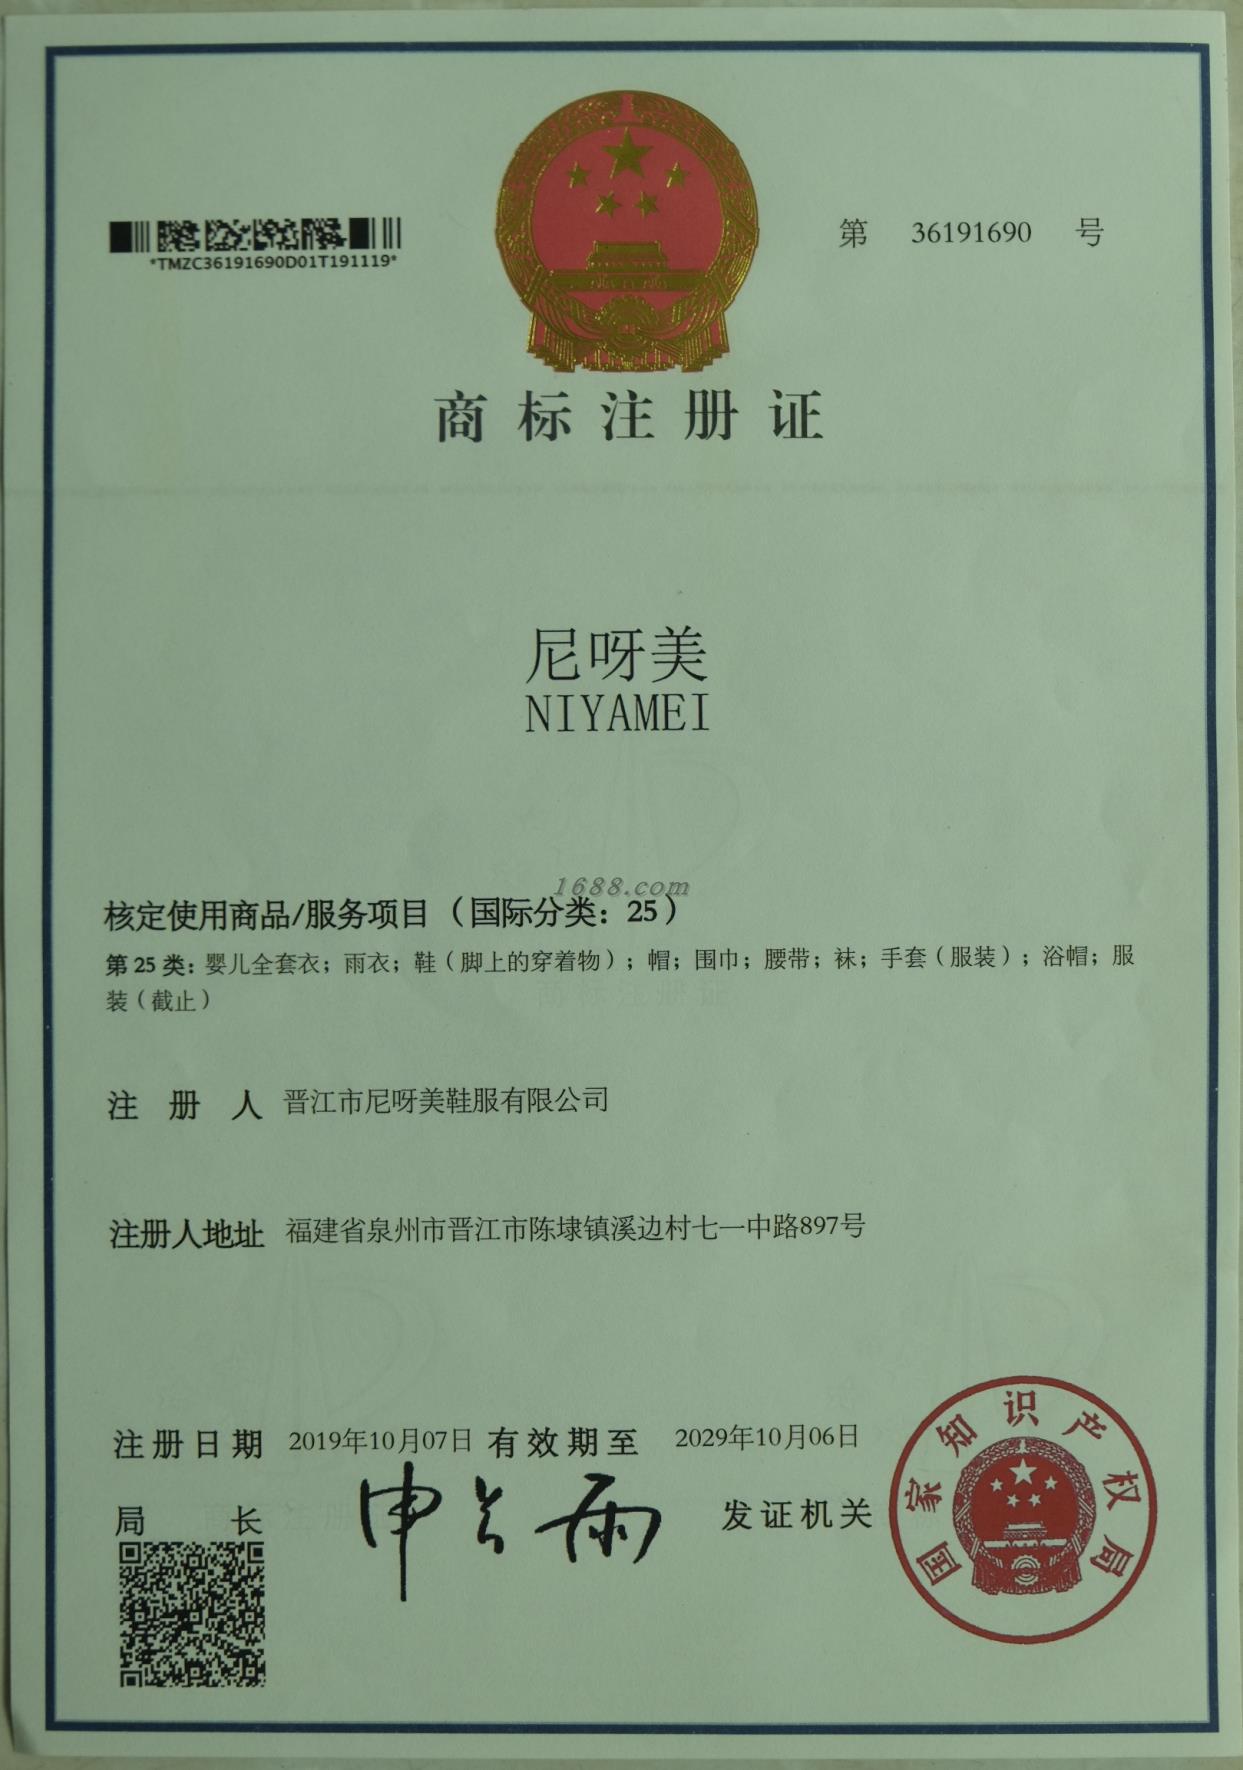 第 36191690 号
*TMZC36191690D01T191119*
商标注册证
尼呀美
NIYAMEI
1688.com
核定使用商品/服务项目（国际分类：25）
第25类：婴儿全套衣；雨衣；鞋（脚上的穿着物）；帽；围巾；腰带；袜；手套（服装）；浴帽；服
装（截止）
注册人 晋江市尼呀美鞋服有限公司
注册人地址 福建省泉州市晋江市陈埭镇溪边村七一中路897号
注册日期 2019年10月07日 有效期至 2029年10月06日
局长 申长雨 发证机关
国家知识产权局